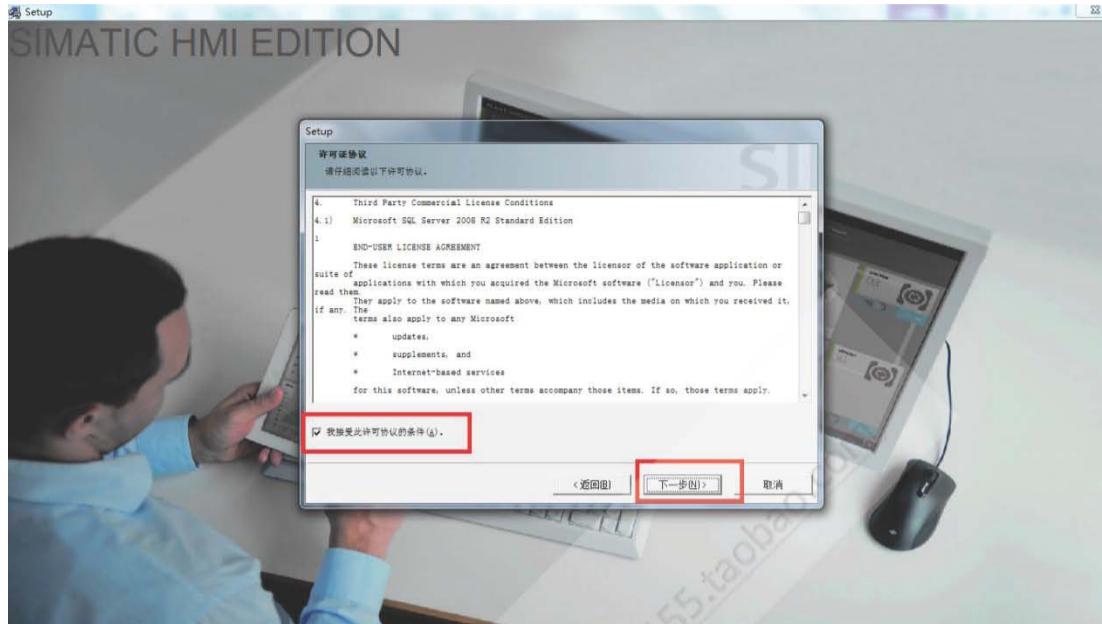 Setup
SIMATIC HMI EDITION
Setup
许可证协议
请仔细阅读以下许可协议。
4. Third Party Commercial License Conditions
4.1) Microsoft SQL Server 2008 R2 Standard Edition
1
END-USER LICENSE AGREEMENT
These license terms are an agreement between the licensor of the software application or
suite of
applications with which you acquired the Microsoft software ("Licensor") and you. Please
read them.
They apply to the software named above, which includes the media on which you received it,
if any. The
terms also apply to any Microsoft
* updates,
* supplements, and
* Internet-based services
for this software, unless other terms accompany those items. If so, those terms apply.
我接受此许可协议的条件(A)。
<返回(B) 下一步(N)> 取消
55.taobao.co